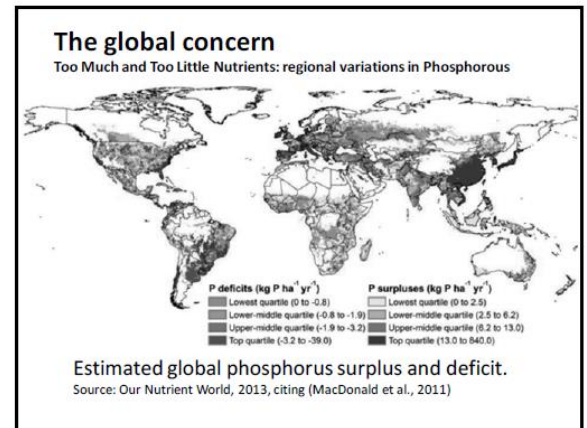 The global concern
Too Much and Too Little Nutrients: regional variations in Phosphorous
P deficits (kg P ha⁻¹ yr⁻¹)
Lowest quartile (0 to -0.8)
Lower-middle quartile (-0.8 to -1.9)
Upper-middle quartile (-1.9 to -3.2)
Top quartile (-3.2 to -39.0)
P surpluses (kg P ha⁻¹ yr⁻¹)
Lowest quartile (0 to 2.5)
Lower-middle quartile (2.5 to 6.2)
Upper-middle quartile (6.2 to 13.0)
Top quartile (13.0 to 840.0)
Estimated global phosphorus surplus and deficit.
Source: Our Nutrient World, 2013, citing (MacDonald et al., 2011)